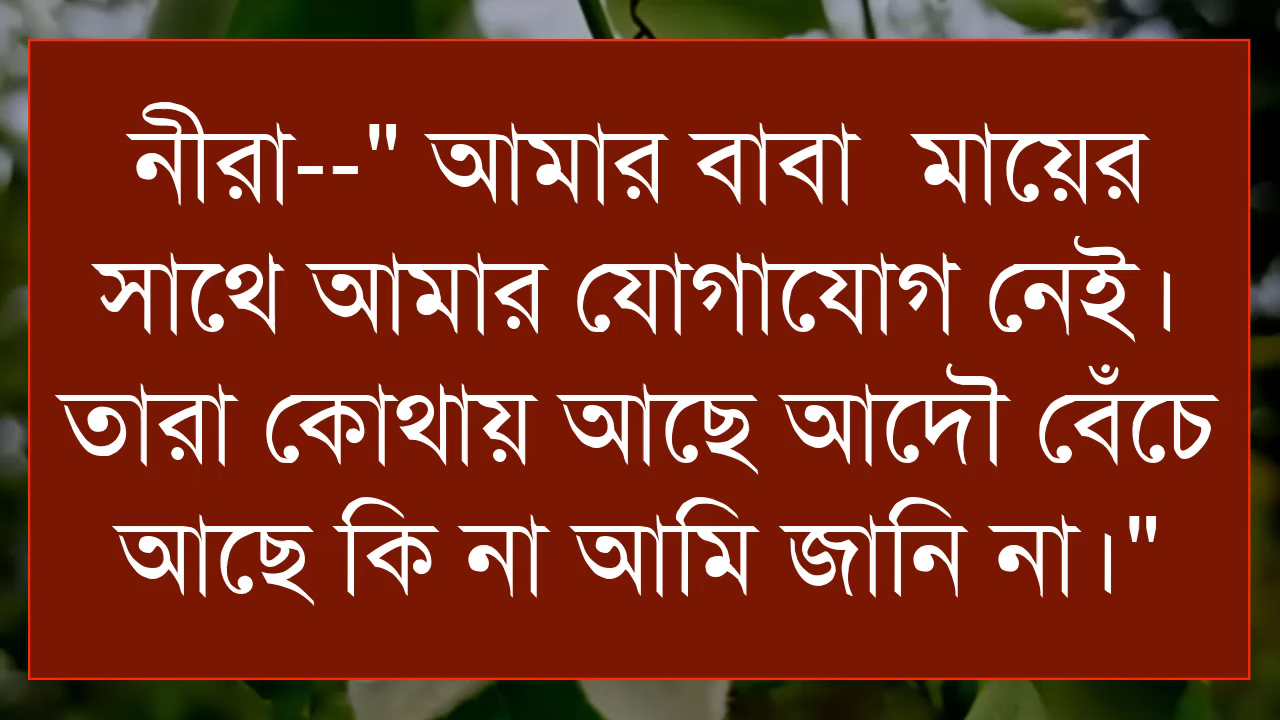 নীরা--" আমার বাবা  মায়ের
সাথে আমার যোগাযোগ নেই।
তারা কোথায় আছে আদৌ বেঁচে
আছে কি না আমি জানি না।"